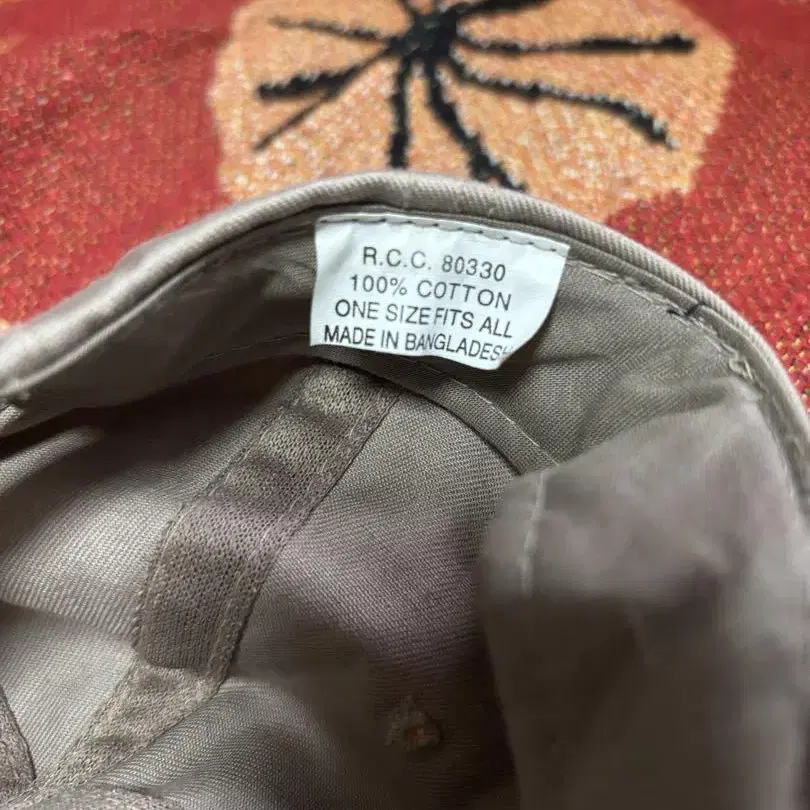 R.C.C. 80330
100% COTTON
ONE SIZE FITS ALL
MADE IN BANGLADESH